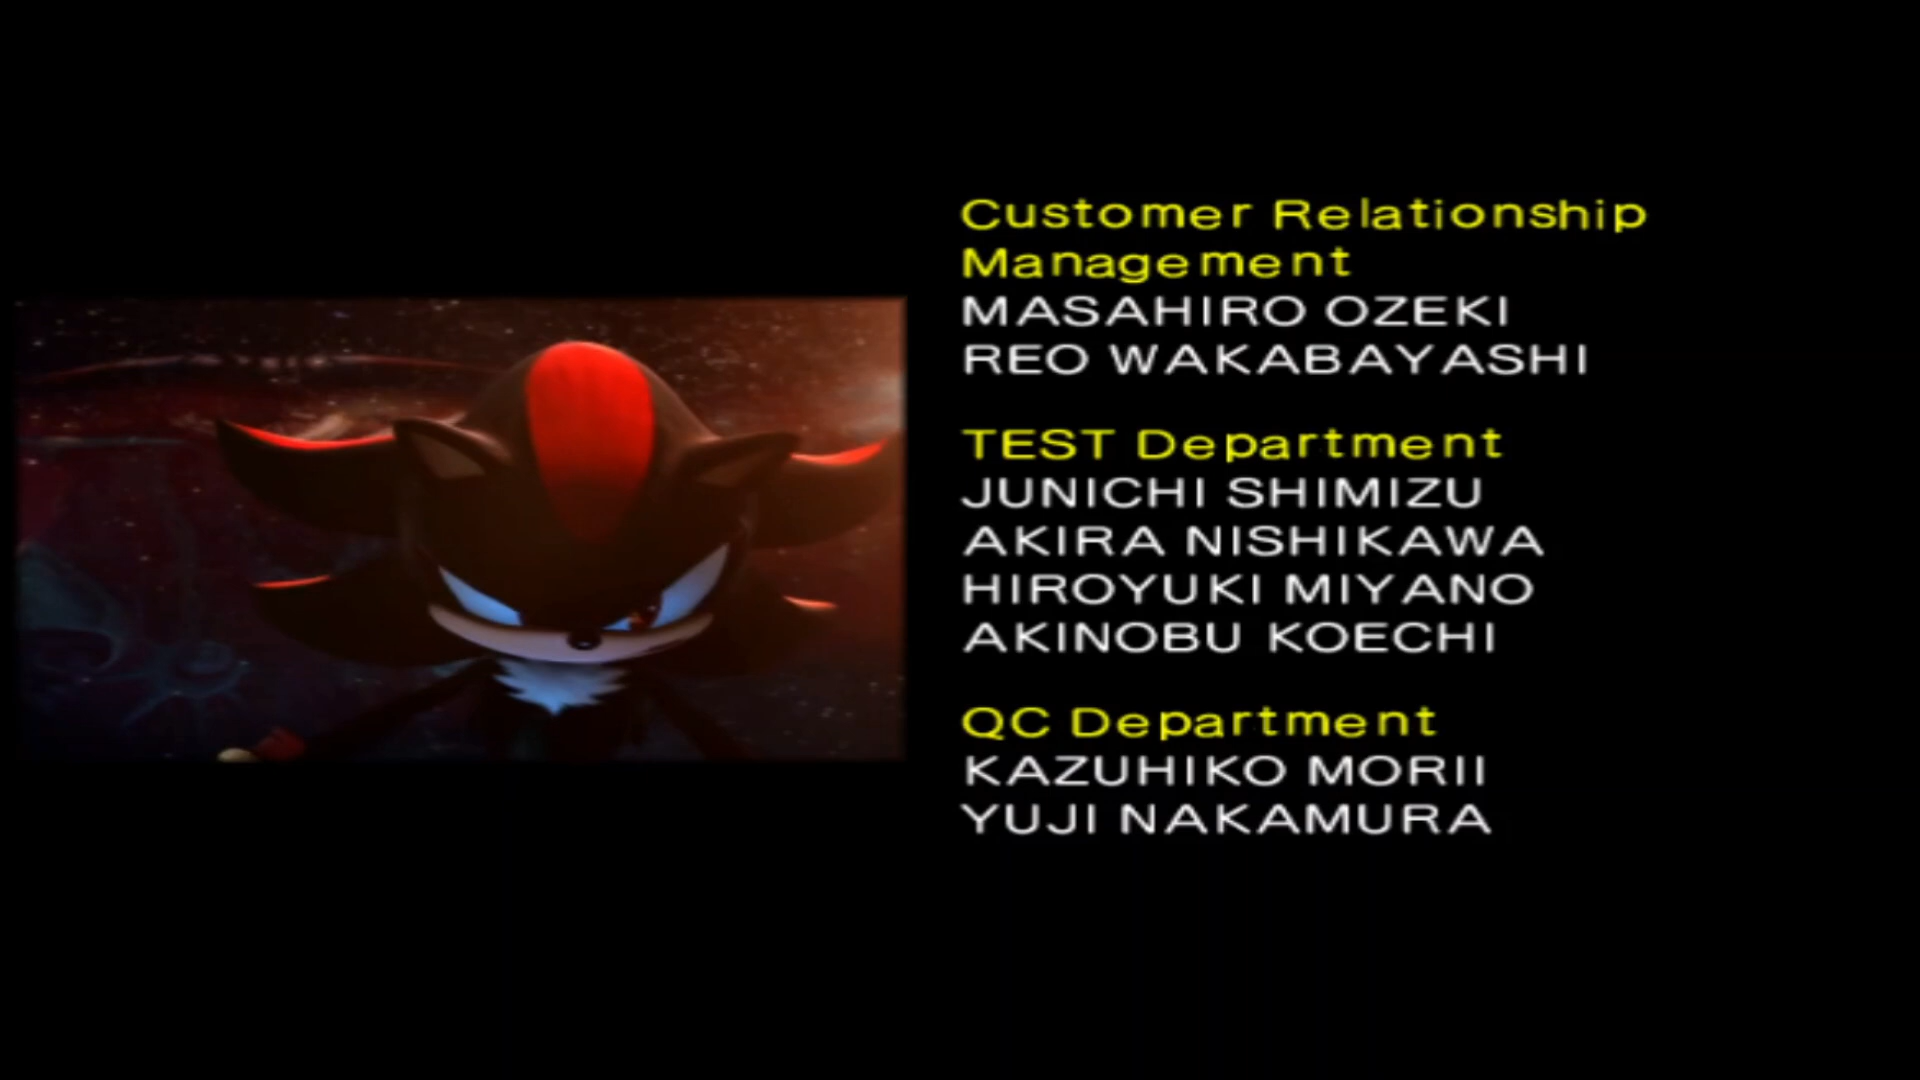 Customer Relationship
Management
MASAHIRO OZEKI
REO WAKABAYASHI
TEST Department
JUNICHI SHIMIZU
AKIRA NISHIKAWA
HIROYUKI MIYANO
AKINOBU KOECHI
QC Department
KAZUHIKO MORII
YUJI NAKAMURA